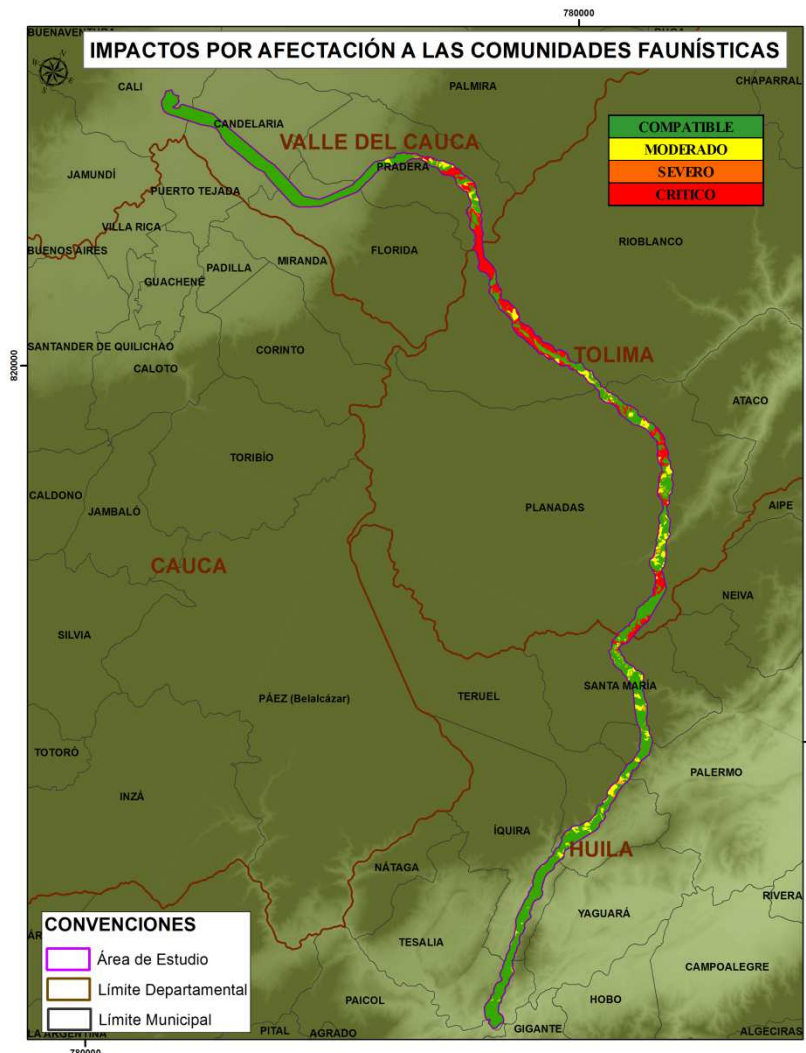 780000
BUENAVENTURA
IMPACTOS POR AFECTACIÓN A LAS COMUNIDADES FAUNÍSTICAS
CALI
PALMIRA
CHAPARRAL
CANDELARIA
VALLE DEL CAUCA
COMPATIBLE
MODERADO
SEVERO
CRITICO
PRADERA
JAMUNDÍ
PUERTO TEJADA
VILLA RICA
BUENOS AIRES
FLORIDA
RIOBLANCO
MIRANDA
PADILLA
GUACHENÉ
SANTANDER DE QUILICHAO
CORINTO
TOLIMA
820000
CALOTO
ATACO
TORIBÍO
CALDONO
JAMBALÓ
PLANADAS
AIPE
CAUCA
NEIVA
SILVIA
SANTA MARÍA
TERUEL
PÁEZ (Belalcázar)
TOTORÓ
PALERMO
INZÁ
ÍQUIRA
HUILA
NÁTAGA
RIVERA
YAGUARÁ
CONVENCIONES
TESALIA
Área de Estudio
CAMPOALEGRE
Límite Departamental
PAICOL
HOBO
Límite Municipal
LA ARGENTINA
PITAL
AGRADO
GIGANTE
ALGECIRAS
780000